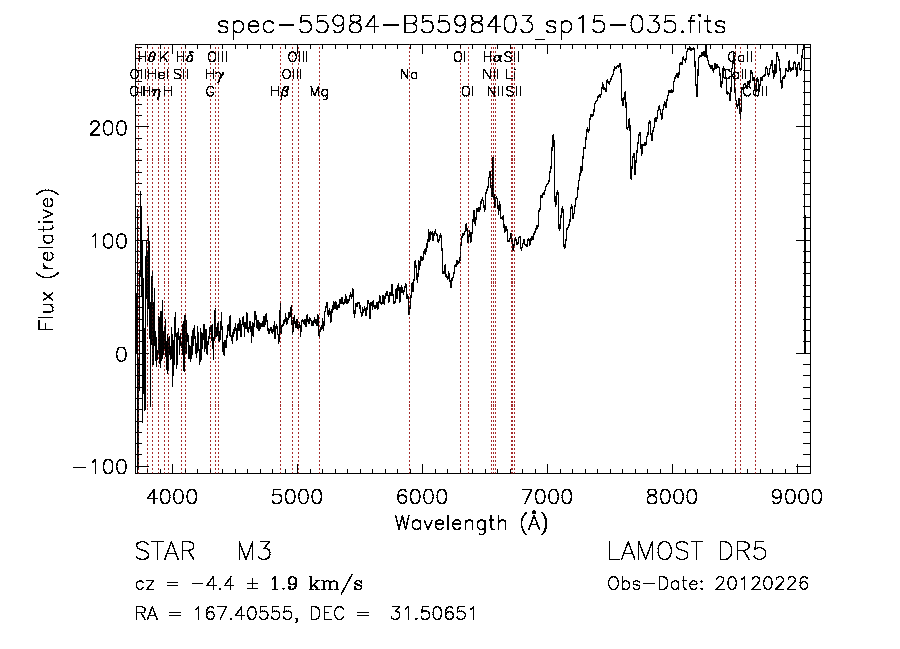 spec-55984-B5598403_sp15-035.fits
Hθ K Hδ OIII OIII OI Hα SII CaII
OII HeI SII Hγ OIII Na NII Li CaII
OII Hη H G Hβ Mg OI NII SII CaII
200
100
0
-100
Flux (relative)
4000 5000 6000 7000 8000 9000
Wavelength (Å)
STAR M3 LAMOST DR5
cz = -4.4 ± 1.9 km/s Obs-Date: 20120226
RA = 167.40555, DEC = 31.50651